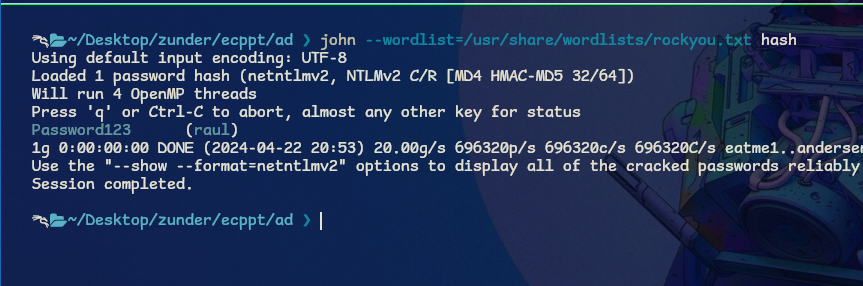 ~/Desktop/zunder/ecppt/ad ❯ john --wordlist=/usr/share/wordlists/rockyou.txt hash
Using default input encoding: UTF-8
Loaded 1 password hash (netntlmv2, NTLMv2 C/R [MD4 HMAC-MD5 32/64])
Will run 4 OpenMP threads
Press 'q' or Ctrl-C to abort, almost any other key for status
Password123      (raul)
1g 0:00:00:00 DONE (2024-04-22 20:53) 20.00g/s 696320p/s 696320c/s 696320C/s eatme1..andersen
Use the "--show --format=netntlmv2" options to display all of the cracked passwords reliably
Session completed.
~/Desktop/zunder/ecppt/ad ❯